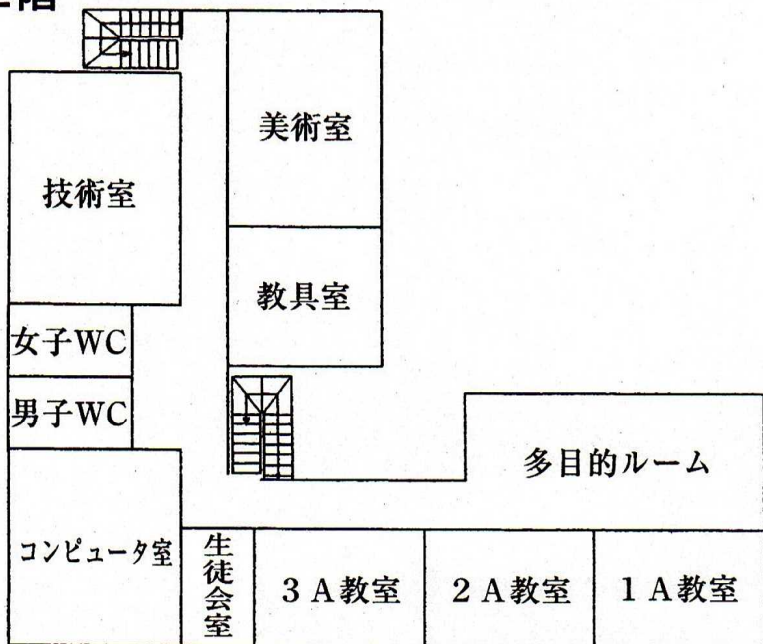 階
美術室
技術室
教具室
女子WC
男子WC
多目的ルーム
コンピュータ室
生徒会室
3A教室
2A教室
1A教室